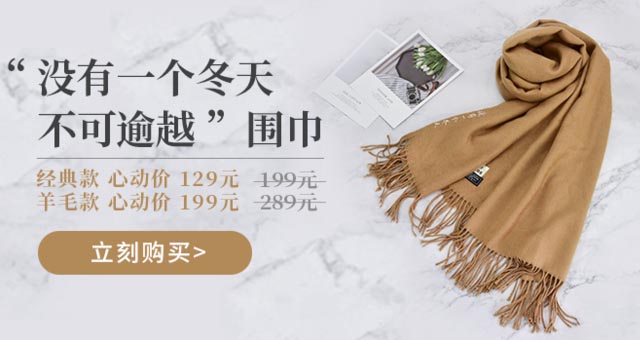 “没有一个冬天
不可逾越”围巾
经典款 心动价 129元 199元
羊毛款 心动价 199元 289元
立刻购买>